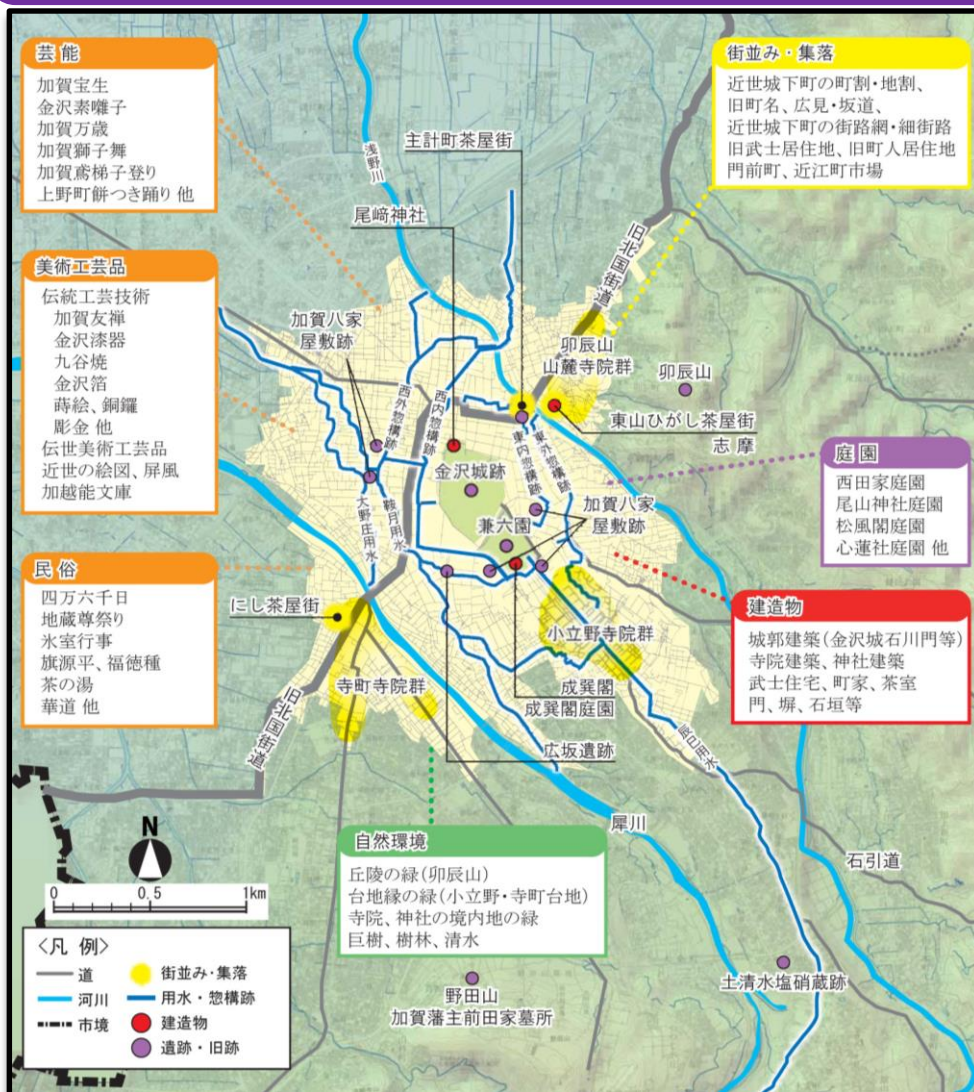 芸能
加賀宝生
金沢素囃子
加賀万歳
加賀獅子舞
加賀鳶梯子登り
上野町餅つき踊り 他
街並み・集落
近世城下町の町割・地割、
旧町名、広見・坂道、
近世城下町の街路網・細街路
旧武士居住地、旧町人居住地
門前町、近江町市場
浅野川
主計町茶屋街
尾﨑神社
旧北国街道
美術工芸品
伝統工芸技術
加賀友禅
金沢漆器
九谷焼
金沢箔
蒔絵、銅鑼
彫金 他
伝世美術工芸品
近世の絵図、屏風
加越能文庫
加賀八家
屋敷跡
西外惣構跡
西内惣構跡
卯辰山
山麓寺院群
卯辰山
東山ひがし茶屋街
志摩
東内惣構跡
東外惣構跡
金沢城跡
大野庄用水
鞍月用水
兼六園
加賀八家
屋敷跡
庭園
西田家庭園
尾山神社庭園
松風閣庭園
心蓮社庭園 他
民俗
四万六千日
地蔵尊祭り
氷室行事
旗源平、福徳種
茶の湯
華道 他
にし茶屋街
小立野寺院群
建造物
城郭建築(金沢城石川門等)
寺院建築、神社建築
武士住宅、町家、茶室
門、塀、石垣等
寺町寺院群
成巽閣
成巽閣庭園
広坂遺跡
旧北国街道
辰巳用水
犀川
石引道
自然環境
丘陵の緑(卯辰山)
台地縁の緑(小立野・寺町台地)
寺院、神社の境内地の緑
巨樹、樹林、清水
N
0 0.5 1km
<凡例>
道 街並み・集落
河川 用水・惣構跡
市境 建造物
遺跡・旧跡
野田山
加賀藩主前田家墓所
土清水塩硝蔵跡